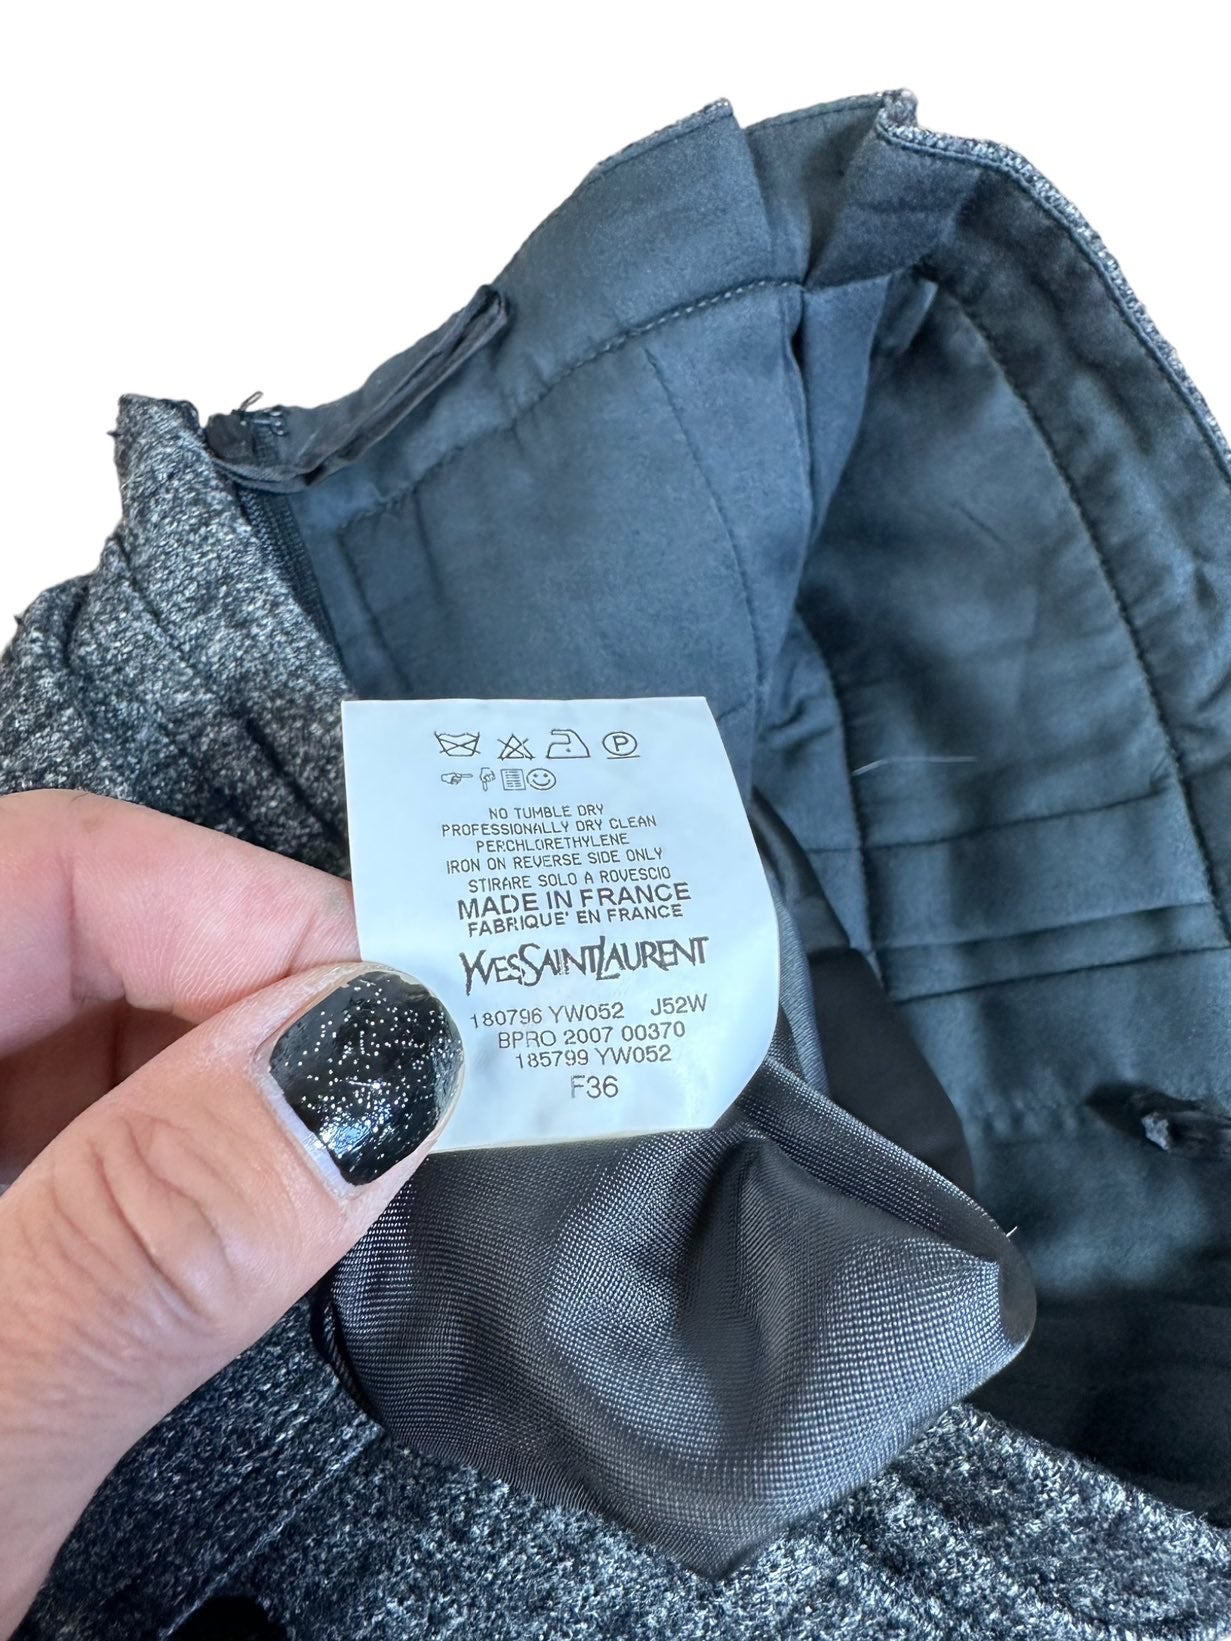 P
NO TUMBLE DRY
PROFESSIONALLY DRY CLEAN
PERCHLORETHYLENE
IRON ON REVERSE SIDE ONLY
STIRARE SOLO A ROVESCIO
MADE IN FRANCE
FABRIQUE' EN FRANCE
YVESSAINTLAURENT
180796 YW052 J52W
BPRO 2007 00370
185799 YW052
F36